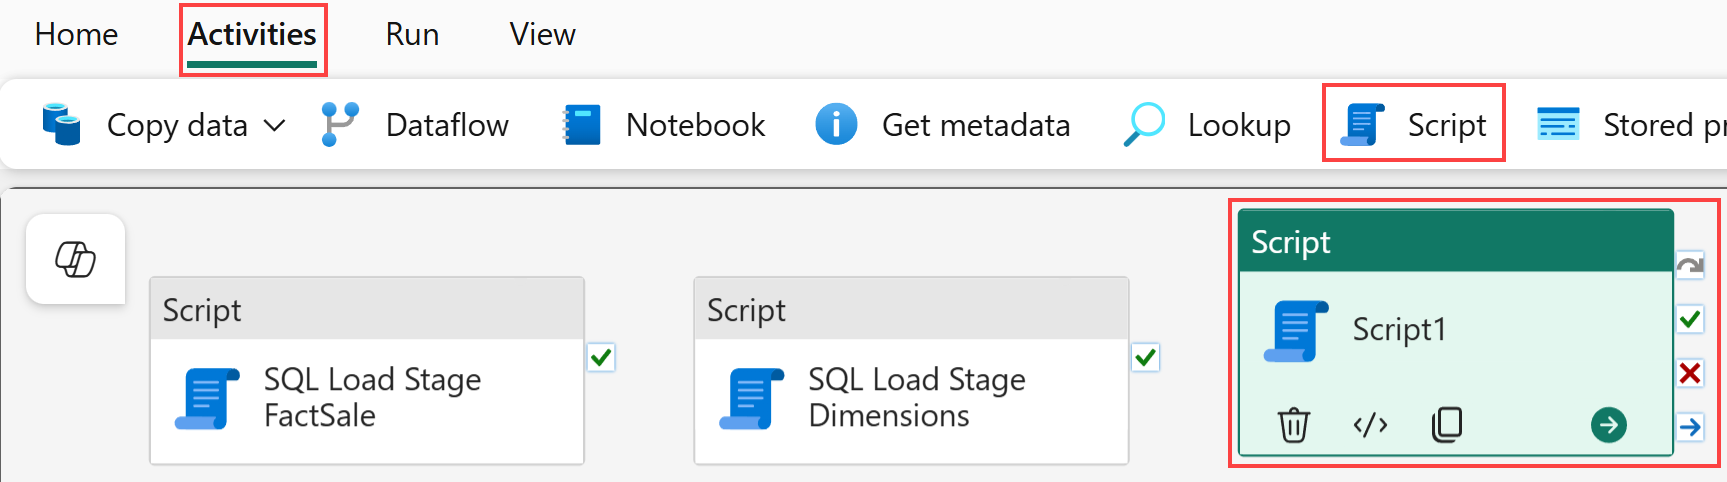 Home Activities Run View
Copy data Dataflow Notebook Get metadata Lookup Script Stored pr
Script
SQL Load Stage
FactSale
Script
SQL Load Stage
Dimensions
Script
Script1